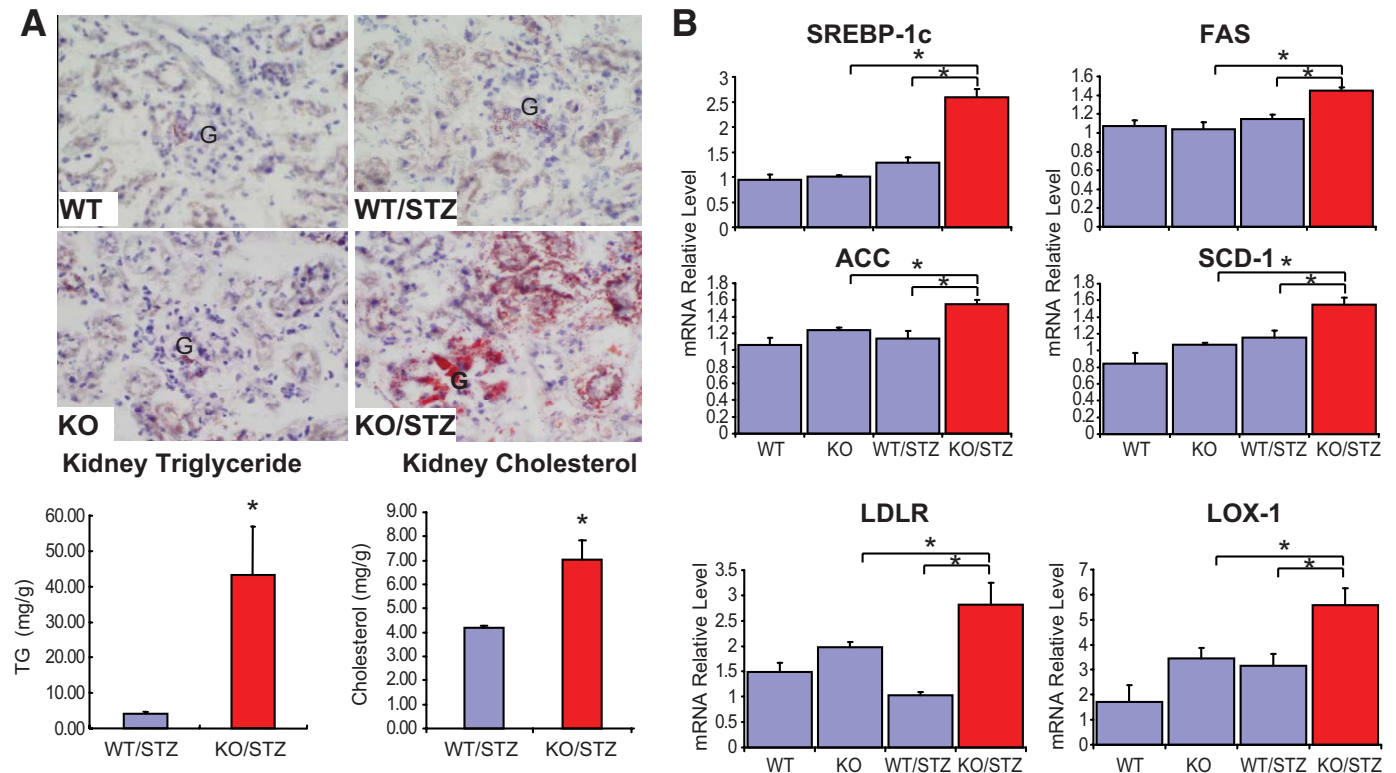 A
G
WT
G
WT/STZ
G
KO
G
KO/STZ
Kidney Triglyceride
TG (mg/g)
60.00
50.00
40.00
30.00
20.00
10.00
0.00
*
WT/STZ
KO/STZ
Kidney Cholesterol
Cholesterol (mg/g)
9.00
8.00
7.00
6.00
5.00
4.00
3.00
2.00
1.00
0.00
*
WT/STZ
KO/STZ
B
SREBP-1c
*
*
3
2.5
2
1.5
1
0.5
0
FAS
*
*
1.6
1.4
1.2
1
0.8
0.6
0.4
0.2
0
mRNA Relative Level
mRNA Relative Level
ACC
*
*
1.8
1.6
1.4
1.2
1
0.8
0.6
0.4
0.2
0
WT
KO
WT/STZ
KO/STZ
SCD-1
*
*
1.8
1.6
1.4
1.2
1
0.8
0.6
0.4
0.2
0
WT
KO
WT/STZ
KO/STZ
LDLR
*
*
mRNA Relative Level
3.5
3
2.5
2
1.5
1
0.5
0
WT
KO
WT/STZ
KO/STZ
LOX-1
*
*
mRNA Relative Level
7
6
5
4
3
2
1
0
WT
KO
WT/STZ
KO/STZ